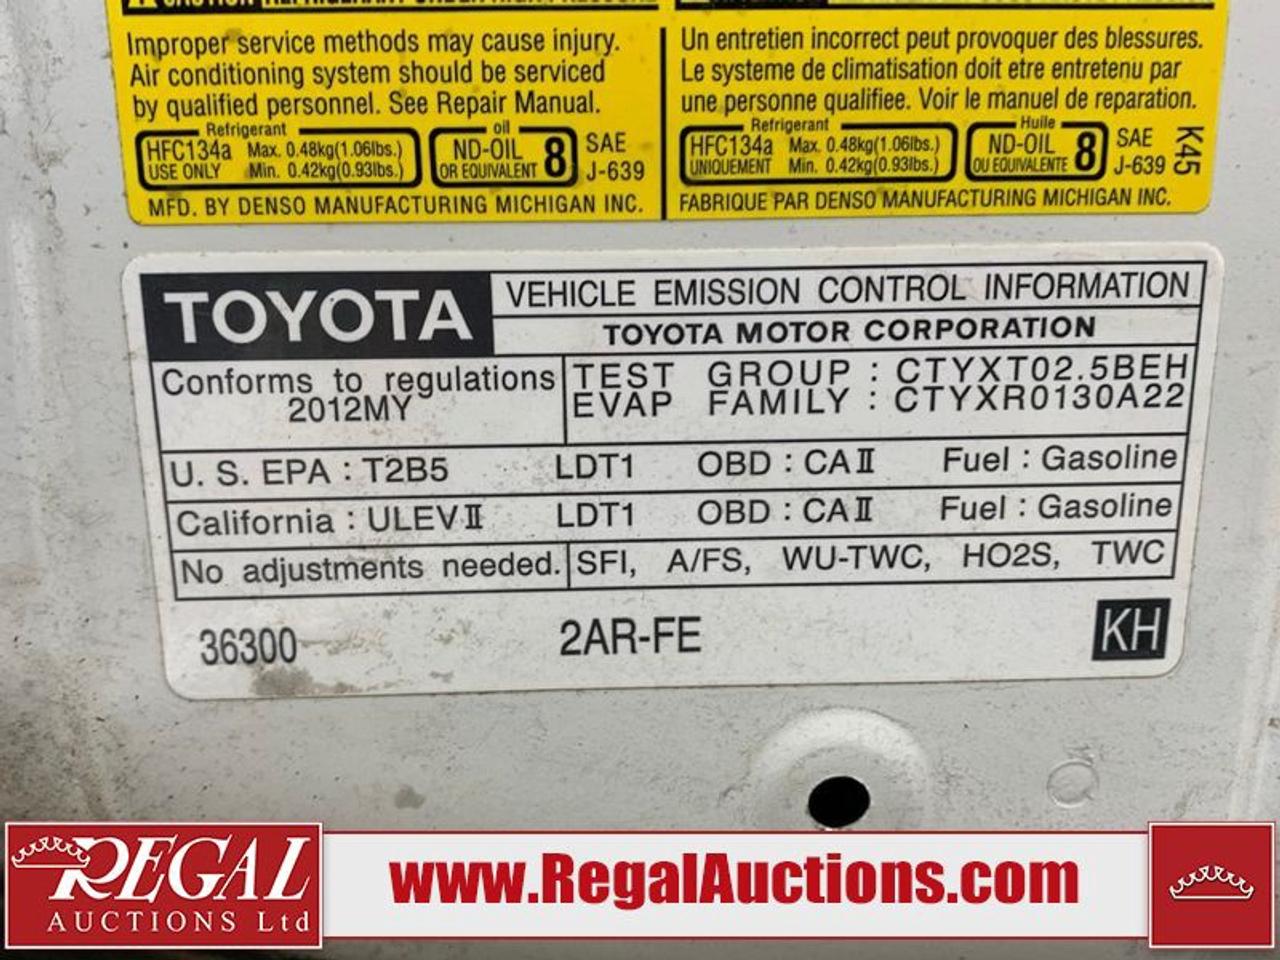 Improper service methods may cause injury.
Air conditioning system should be serviced
by qualified personnel. See Repair Manual.
Refrigerant
HFC134a Max. 0.48kg(1.06lbs.)
USE ONLY Min. 0.42kg(0.93lbs.)
oil
ND-OIL 8
OR EQUIVALENT
SAE
J-639
MFD. BY DENSO MANUFACTURING MICHIGAN INC.
Un entretien incorrect peut provoquer des blessures.
Le systeme de climatisation doit etre entretenu par
une personne qualifiee. Voir le manuel de reparation.
Refrigerant
HFC134a Max. 0.48kg(1.06lbs.)
UNIQUEMENT Min. 0.42kg(0.93lbs.)
Huile
ND-OIL 8
OU EQUIVALENTE
SAE
J-639
K45
FABRIQUE PAR DENSO MANUFACTURING MICHIGAN INC.
TOYOTA
VEHICLE EMISSION CONTROL INFORMATION
TOYOTA MOTOR CORPORATION
Conforms to regulations
2012MY
TEST GROUP : CTYXT02.5BEH
EVAP FAMILY : CTYXR0130A22
U. S. EPA : T2B5 LDT1 OBD : CAII Fuel : Gasoline
California : ULEVII LDT1 OBD : CAII Fuel : Gasoline
No adjustments needed. SFI, A/FS, WU-TWC, HO2S, TWC
36300 2AR-FE KH
REGAL
AUCTIONS Ltd
www.RegalAuctions.com